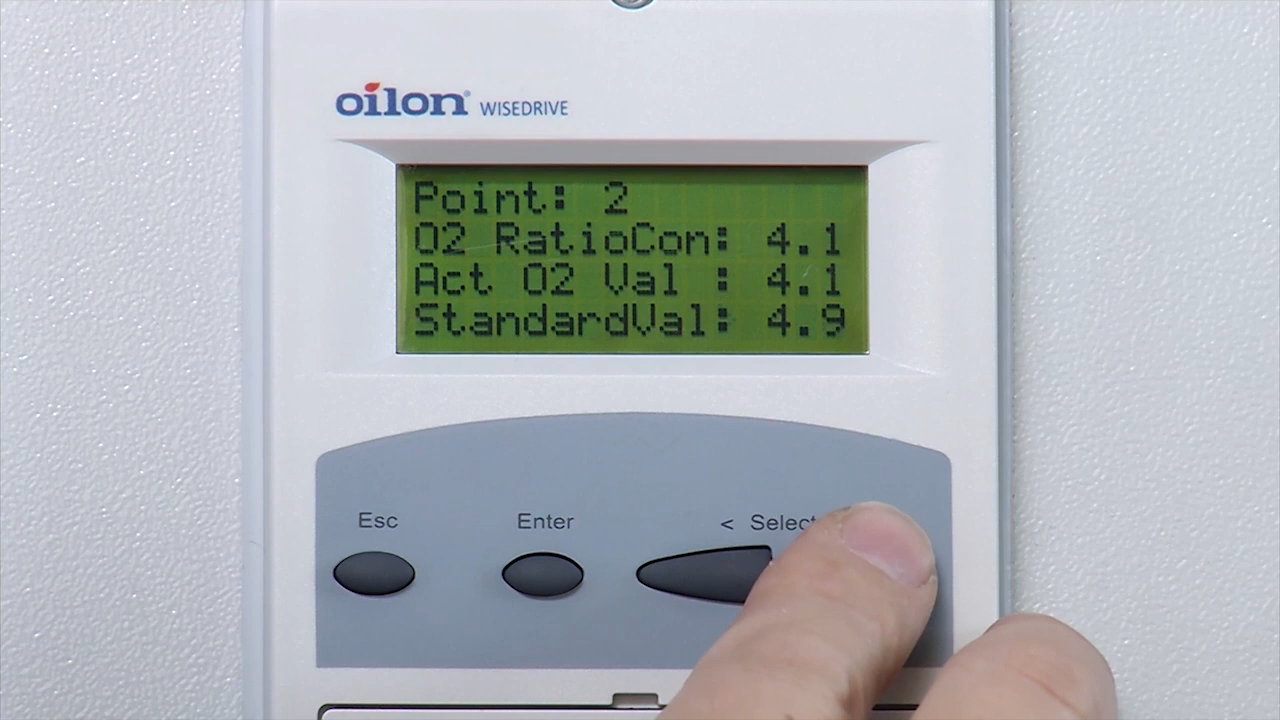 oilon® WISEDRIVE
Point: 2
O2 RatioCon: 4.1
Act O2 Val : 4.1
StandardVal: 4.9
Esc
Enter
< Select